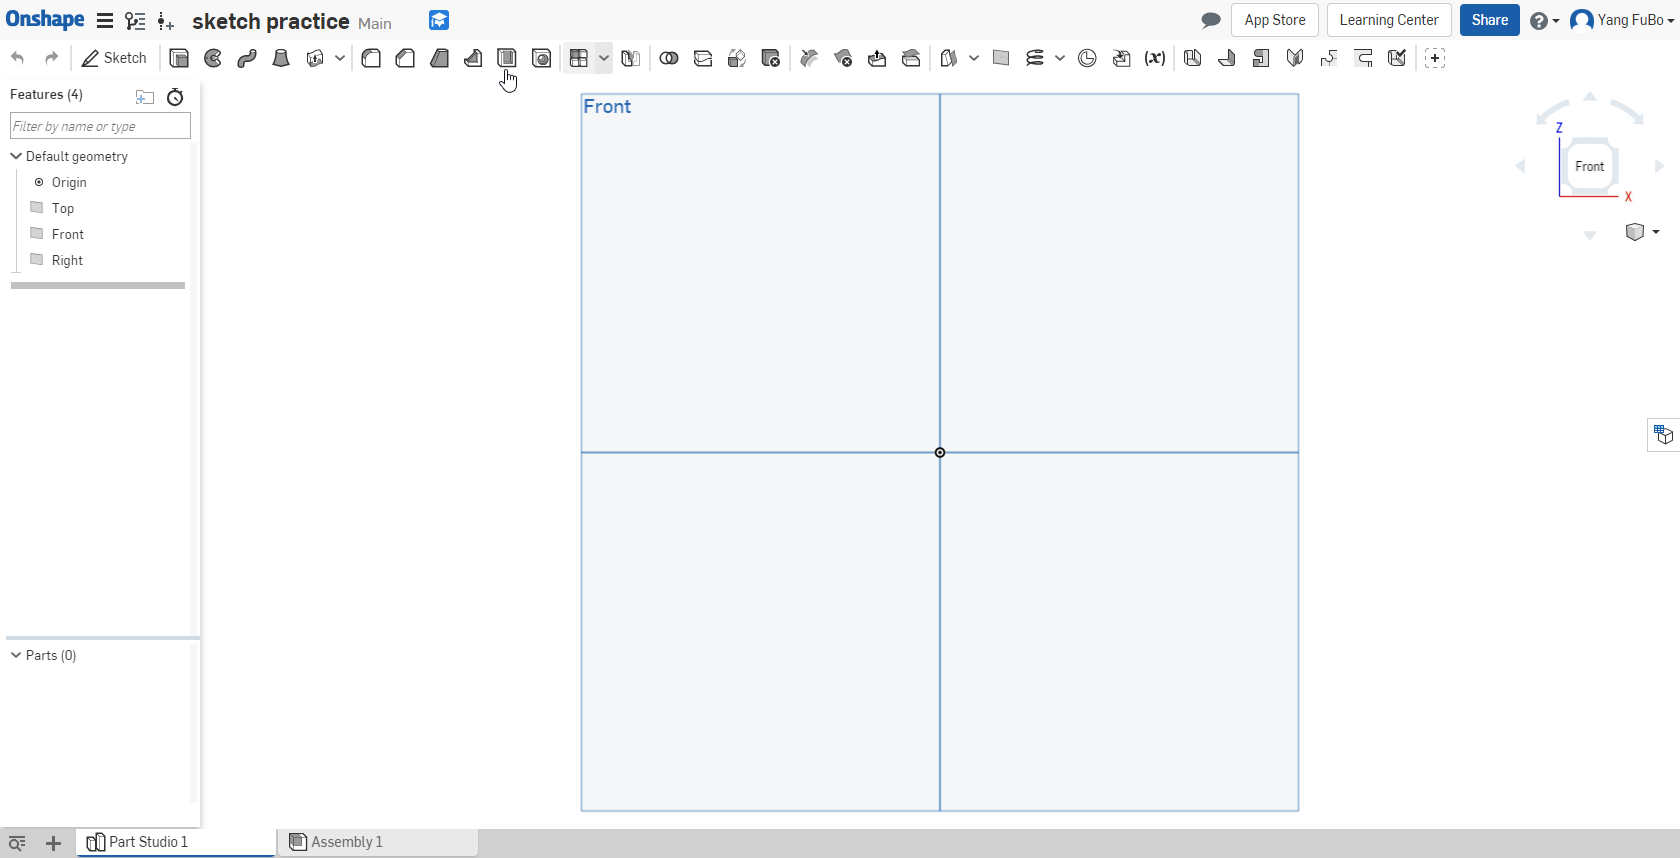 Onshape sketch practice Main App Store Learning Center Share Yang FuBo
Sketch (x)
Features (4)
Filter by name or type
Default geometry
Origin
Top
Front
Right
Parts (0)
Front
Z
Front
X
Part Studio 1 Assembly 1